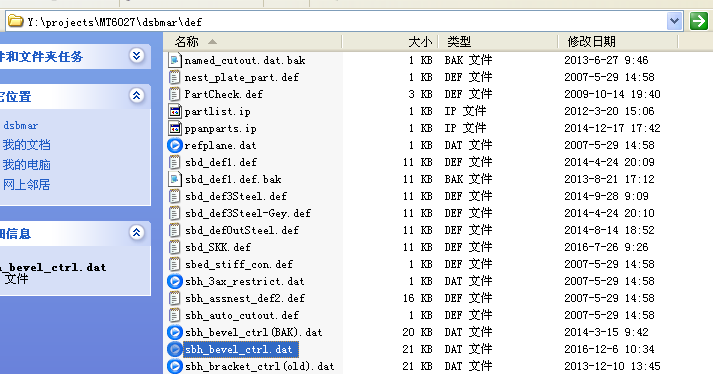 Y:\projects\MT6027\dsbmar\def
件和文件夹任务
它位置
dsbmar
我的文档
我的电脑
网上邻居
细信息
h_bevel_ctrl.dat
文件
名称 大小 类型 修改日期
named_cutout.dat.bak 1 KB BAK 文件 2013-6-27 9:46
nest_plate_part.def 1 KB DEF 文件 2007-5-29 14:58
PartCheck.def 3 KB DEF 文件 2009-10-14 19:40
partlist.ip 1 KB IP 文件 2012-3-20 15:06
ppanparts.ip 1 KB IP 文件 2014-12-17 17:42
refplane.dat 1 KB DAT 文件 2007-5-29 14:58
sbd_def1.def 11 KB DEF 文件 2014-4-24 20:09
sbd_def1.def.bak 11 KB BAK 文件 2013-8-21 17:12
sbd_def3Steel.def 11 KB DEF 文件 2014-9-28 9:09
sbd_def3Steel-Gey.def 11 KB DEF 文件 2014-4-24 20:10
sbd_defOutSteel.def 11 KB DEF 文件 2014-8-14 18:52
sbd_SKK.def 11 KB DEF 文件 2016-7-26 9:26
sbed_stiff_con.def 1 KB DEF 文件 2007-5-29 14:58
sbh_3ax_restrict.dat 1 KB DAT 文件 2007-5-29 14:58
sbh_assnest_def2.def 16 KB DEF 文件 2007-5-29 14:58
sbh_auto_cutout.def 1 KB DEF 文件 2007-5-29 14:58
sbh_bevel_ctrl(BAK).dat 20 KB DAT 文件 2014-3-15 9:42
sbh_bevel_ctrl.dat 21 KB DAT 文件 2016-12-6 10:34
sbh_bracket_ctrl(old).dat 21 KB DAT 文件 2013-12-10 13:45